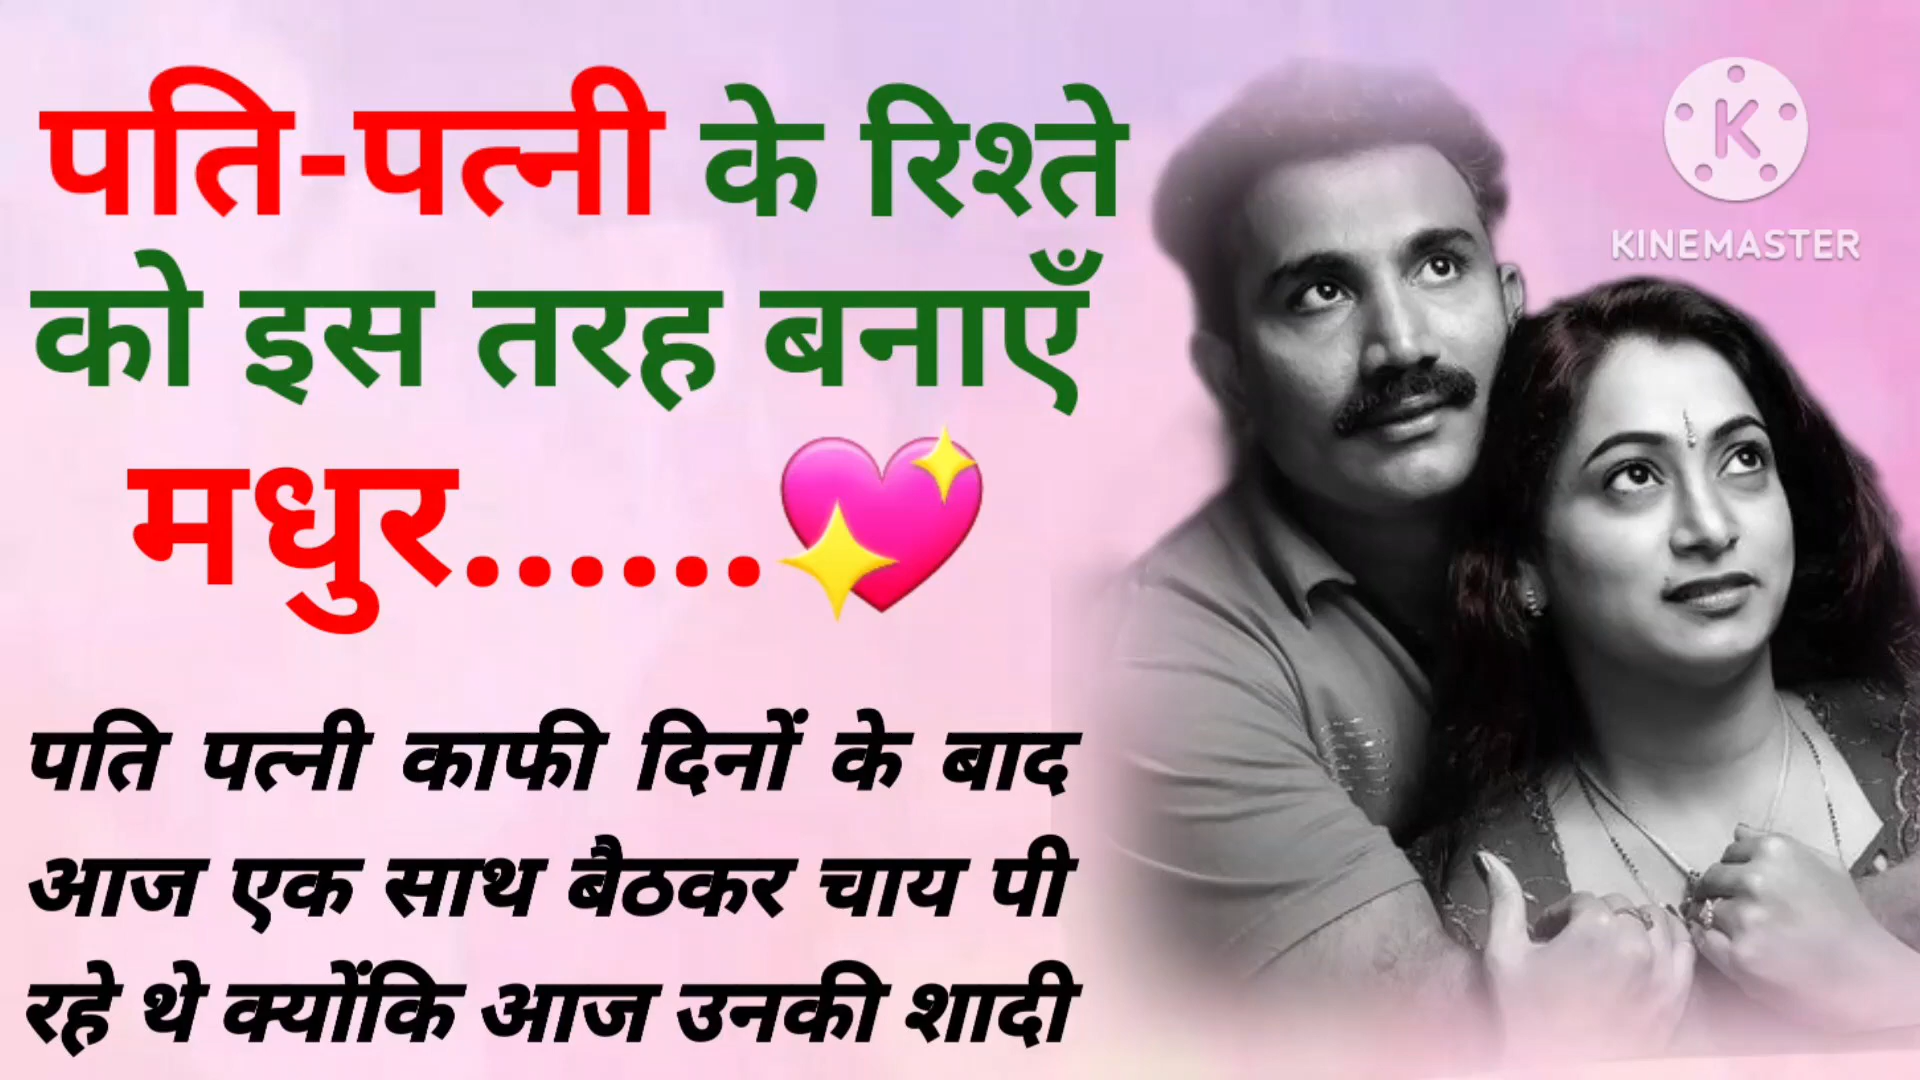 पति-पत्नी के रिश्ते
को इस तरह बनाएँ
मधुर......
पति पत्नी काफी दिनों के बाद
आज एक साथ बैठकर चाय पी
रहे थे क्योंकि आज उनकी शादी
K
KINEMASTER